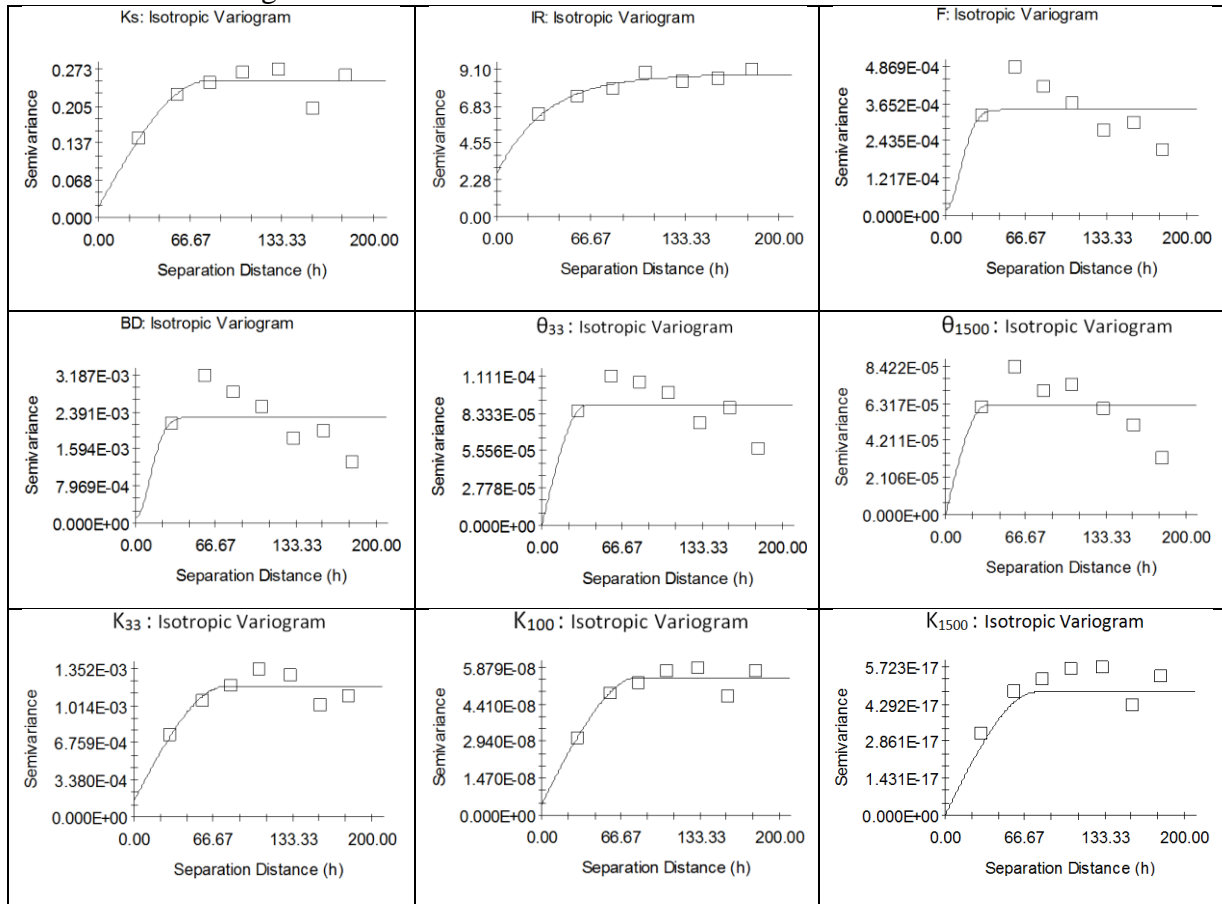 Ks: Isotropic Variogram
0.273
0.205
0.137
0.068
0.000
Semivariance
0.00 66.67 133.33 200.00
Separation Distance (h)
IR: Isotropic Variogram
9.10
6.83
4.55
2.28
0.00
Semivariance
0.00 66.67 133.33 200.00
Separation Distance (h)
F: Isotropic Variogram
4.869E-04
3.652E-04
2.435E-04
1.217E-04
0.000E+00
Semivariance
0.00 66.67 133.33 200.00
Separation Distance (h)
BD: Isotropic Variogram
3.187E-03
2.391E-03
1.594E-03
7.969E-04
0.000E+00
Semivariance
0.00 66.67 133.33 200.00
Separation Distance (h)
θ33 : Isotropic Variogram
1.111E-04
8.333E-05
5.556E-05
2.778E-05
0.000E+00
Semivariance
0.00 66.67 133.33 200.00
Separation Distance (h)
θ1500 : Isotropic Variogram
8.422E-05
6.317E-05
4.211E-05
2.106E-05
0.000E+00
Semivariance
0.00 66.67 133.33 200.00
Separation Distance (h)
K33 : Isotropic Variogram
1.352E-03
1.014E-03
6.759E-04
3.380E-04
0.000E+00
Semivariance
0.00 66.67 133.33 200.00
Separation Distance (h)
K100 : Isotropic Variogram
5.879E-08
4.410E-08
2.940E-08
1.470E-08
0.000E+00
Semivariance
0.00 66.67 133.33 200.00
Separation Distance (h)
K1500 : Isotropic Variogram
5.723E-17
4.292E-17
2.861E-17
1.431E-17
0.000E+00
Semivariance
0.00 66.67 133.33 200.00
Separation Distance (h)